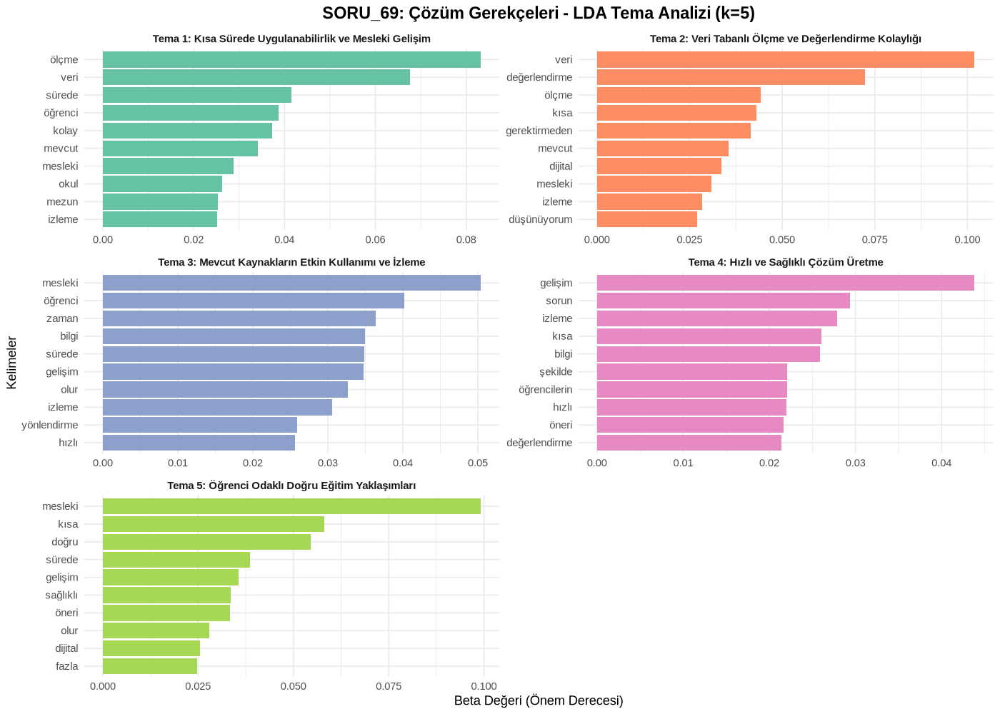 SORU_69: Çözüm Gerekçeleri - LDA Tema Analizi (k=5)
Tema 1: Kısa Sürede Uygulanabilirlik ve Mesleki Gelişim
ölçme
veri
sürede
öğrenci
kolay
mevcut
mesleki
okul
mezun
izleme
0.00 0.02 0.04 0.06 0.08
Tema 2: Veri Tabanlı Ölçme ve Değerlendirme Kolaylığı
veri
değerlendirme
ölçme
kısa
gerektirmeden
mevcut
dijital
mesleki
izleme
düşünüyorum
0.000 0.025 0.050 0.075 0.100
Tema 3: Mevcut Kaynakların Etkin Kullanımı ve İzleme
mesleki
öğrenci
zaman
bilgi
sürede
gelişim
olur
izleme
yönlendirme
hızlı
0.00 0.01 0.02 0.03 0.04 0.05
Tema 4: Hızlı ve Sağlıklı Çözüm Üretme
gelişim
sorun
izleme
kısa
bilgi
şekilde
öğrencilerin
hızlı
öneri
değerlendirme
0.00 0.01 0.02 0.03 0.04
Tema 5: Öğrenci Odaklı Doğru Eğitim Yaklaşımları
mesleki
kısa
doğru
sürede
gelişim
sağlıklı
öneri
olur
dijital
fazla
0.000 0.025 0.050 0.075 0.100
Kelimeler
Beta Değeri (Önem Derecesi)